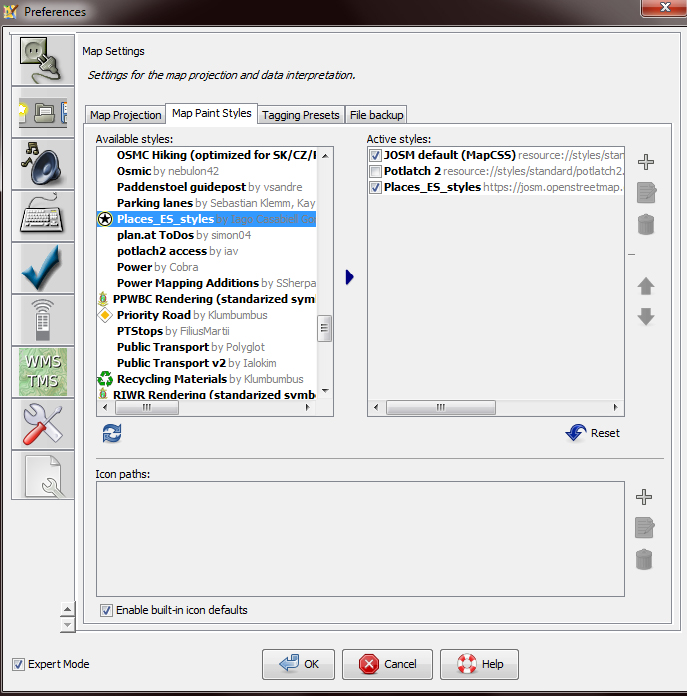 Preferences
Map Settings
Settings for the map projection and data interpretation.
Map Projection Map Paint Styles Tagging Presets File backup
Available styles:
OSMC Hiking (optimized for SK/CZ/
Osmic by nebulon42
Paddenstoel guidepost by vsandre
Parking lanes by Sebastian Klemm, Kay
Places_ES_styles by Iago Casabiell
plan.at ToDos by simon04
potlach2 access by iav
Power by Cobra
Power Mapping Additions by SSherpa
PPWBC Rendering (standarized sym
Priority Road by Klumbumbus
PTStops by FiliusMartii
Public Transport by Polyglot
Public Transport v2 by Ialokim
Recycling Materials by Klumbumbus
RIWR Rendering (standarized symb
Active styles:
JOSM default (MapCSS) resource://styles/stan
Potlatch 2 resource://styles/standard/potlatch2.
Places_ES_styles https://josm.openstreetmap.
Reset
WMS
TMS
Icon paths:
Enable built-in icon defaults
Expert Mode
OK
Cancel
Help